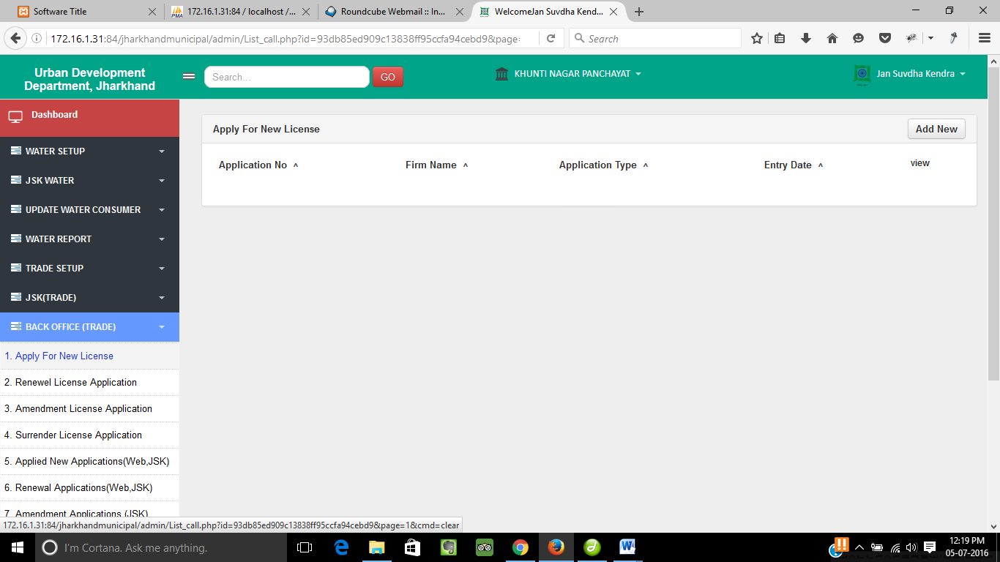 Software Title
172.16.1.31:84 / localhost /...
Roundcube Webmail :: In...
WelcomeJan Suvdha Kend...
172.16.1.31:84/jharkhandmunicipal/admin/List_call.php?id=93db85ed909c13838ff95ccfa94cebd9&page=
Search
Urban Development
Department, Jharkhand
Search...
GO
KHUNTI NAGAR PANCHAYAT
Jan Suvdha Kendra
Dashboard
WATER SETUP
JSK WATER
UPDATE WATER CONSUMER
WATER REPORT
TRADE SETUP
JSK(TRADE)
BACK OFFICE (TRADE)
1. Apply For New License
2. Renewel License Application
3. Amendment License Application
4. Surrender License Application
5. Applied New Applications(Web,JSK)
6. Renewal Applications(Web,JSK)
7. Amendment Applications (JSK)
Apply For New License
Add New
Application No
Firm Name
Application Type
Entry Date
view
172.16.1.31:84/jharkhandmunicipal/admin/List_call.php?id=93db85ed909c13838ff95ccfa94cebd9&page=1&cmd=clear
I'm Cortana. Ask me anything.
12:19 PM
05-07-2016